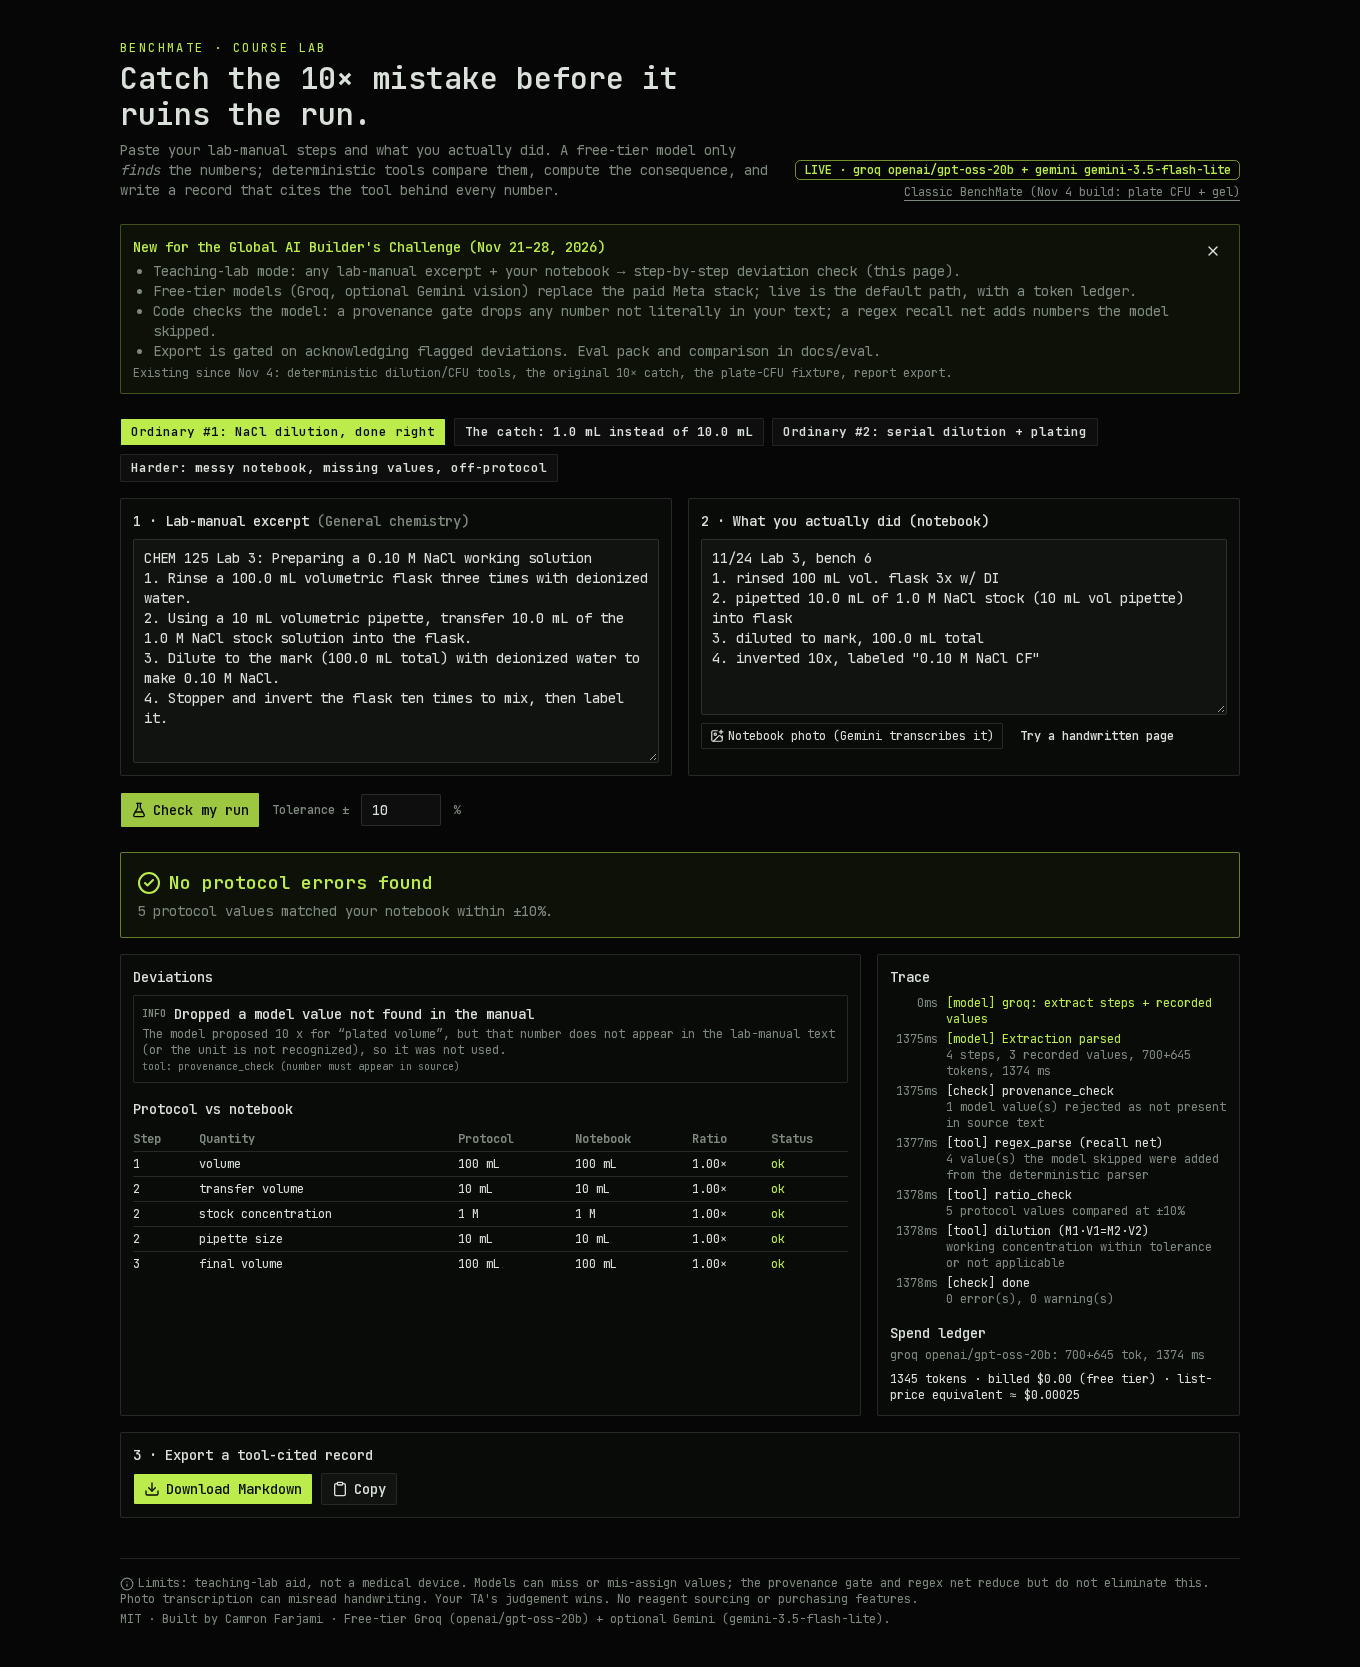 BENCHMATE · COURSE LAB
Catch the 10× mistake before it
ruins the run.
Paste your lab-manual steps and what you actually did. A free-tier model only
finds the numbers; deterministic tools compare them, compute the consequence, and
write a record that cites the tool behind every number.
LIVE · groq openai/gpt-oss-20b + gemini gemini-3.5-flash-lite
Classic BenchMate (Nov 4 build: plate CFU + gel)
New for the Global AI Builder's Challenge (Nov 21–28, 2026)
• Teaching-lab mode: any lab-manual excerpt + your notebook → step-by-step deviation check (this page).
• Free-tier models (Groq, optional Gemini vision) replace the paid Meta stack; live is the default path, with a token ledger.
• Code checks the model: a provenance gate drops any number not literally in your text; a regex recall net adds numbers the model
skipped.
• Export is gated on acknowledging flagged deviations. Eval pack and comparison in docs/eval.
Existing since Nov 4: deterministic dilution/CFU tools, the original 10× catch, the plate-CFU fixture, report export.
Ordinary #1: NaCl dilution, done right
The catch: 1.0 mL instead of 10.0 mL
Ordinary #2: serial dilution + plating
Harder: messy notebook, missing values, off-protocol
1 · Lab-manual excerpt (General chemistry)
CHEM 125 Lab 3: Preparing a 0.10 M NaCl working solution
1. Rinse a 100.0 mL volumetric flask three times with deionized
water.
2. Using a 10 mL volumetric pipette, transfer 10.0 mL of the
1.0 M NaCl stock solution into the flask.
3. Dilute to the mark (100.0 mL total) with deionized water to
make 0.10 M NaCl.
4. Stopper and invert the flask ten times to mix, then label
it.
2 · What you actually did (notebook)
11/24 Lab 3, bench 6
1. rinsed 100 mL vol. flask 3x w/ DI
2. pipetted 10.0 mL of 1.0 M NaCl stock (10 mL vol pipette)
into flask
3. diluted to mark, 100.0 mL total
4. inverted 10x, labeled "0.10 M NaCl CF"
Notebook photo (Gemini transcribes it)
Try a handwritten page
Check my run
Tolerance ± 10 %
No protocol errors found
5 protocol values matched your notebook within ±10%.
Deviations
INFO Dropped a model value not found in the manual
The model proposed 10 x for “plated volume”, but that number does not appear in the lab-manual text
(or the unit is not recognized), so it was not used.
tool: provenance_check (number must appear in source)
Protocol vs notebook
Step Quantity Protocol Notebook Ratio Status
1 volume 100 mL 100 mL 1.00× ok
2 transfer volume 10 mL 10 mL 1.00× ok
2 stock concentration 1 M 1 M 1.00× ok
2 pipette size 10 mL 10 mL 1.00× ok
3 final volume 100 mL 100 mL 1.00× ok
Trace
0ms [model] groq: extract steps + recorded
values
1375ms [model] Extraction parsed
4 steps, 3 recorded values, 700+645
tokens, 1374 ms
1375ms [check] provenance_check
1 model value(s) rejected as not present
in source text
1377ms [tool] regex_parse (recall net)
4 value(s) the model skipped were added
from the deterministic parser
1378ms [tool] ratio_check
5 protocol values compared at ±10%
1378ms [tool] dilution (M1·V1=M2·V2)
working concentration within tolerance
or not applicable
1378ms [check] done
0 error(s), 0 warning(s)
Spend ledger
groq openai/gpt-oss-20b: 700+645 tok, 1374 ms
1345 tokens · billed $0.00 (free tier) · list-
price equivalent ≈ $0.00025
3 · Export a tool-cited record
Download Markdown
Copy
Limits: teaching-lab aid, not a medical device. Models can miss or mis-assign values; the provenance gate and regex net reduce but do not eliminate this.
Photo transcription can misread handwriting. Your TA's judgement wins. No reagent sourcing or purchasing features.
MIT · Built by Camron Farjami · Free-tier Groq (openai/gpt-oss-20b) + optional Gemini (gemini-3.5-flash-lite).